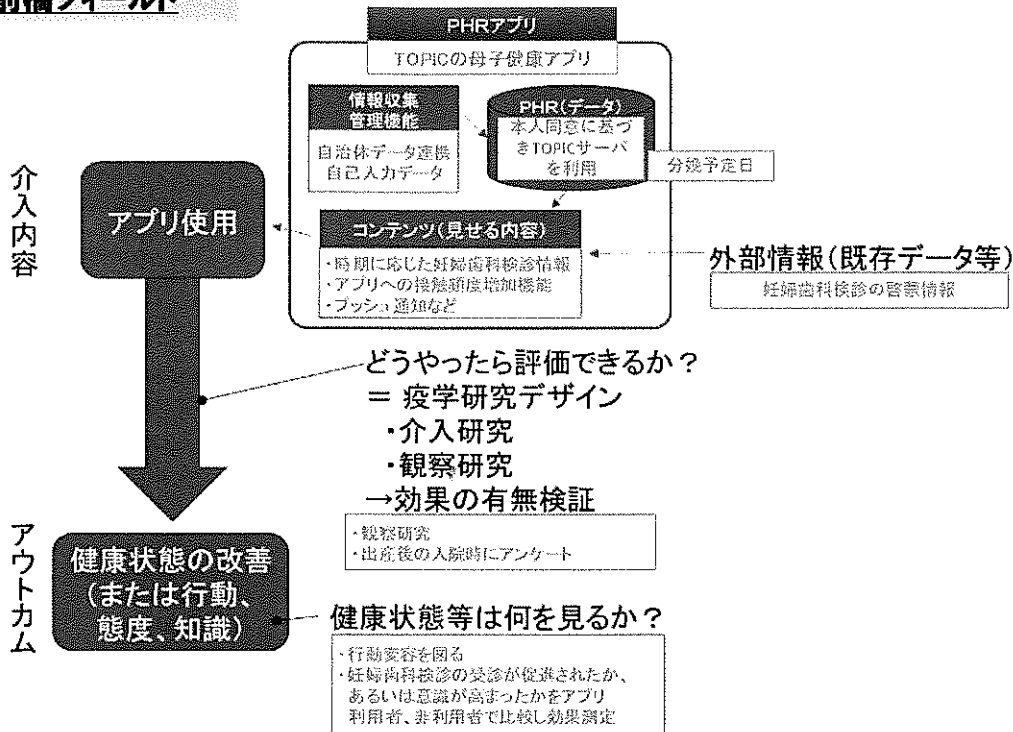 前橋フィールド
PHRアプリ
TOPICの母子健康アプリ
情報収集
管理機能
自治体データ連携
自己入力データ
PHR(データ)
本人同意に基づ
きTOPICサーバ
を利用
分娩予定日
介入内容
アプリ使用
コンテンツ(見せる内容)
・時期に応じた妊婦歯科検診情報
・アプリへの接触頻度増加機能
・プッシュ通知など
外部情報(既存データ等)
妊婦歯科検診の啓蒙情報
どうやったら評価できるか?
= 疫学研究デザイン
・介入研究
・観察研究
→効果の有無検証
・観察研究
・出産後の入院時にアンケート
アウトカム
健康状態の改善
(または行動、
態度、知識)
健康状態等は何を見るか?
・行動変容を図る
・妊婦歯科検診の受診が促進されたか、
あるいは意識が高まったかをアプリ
利用者、非利用者で比較し効果測定